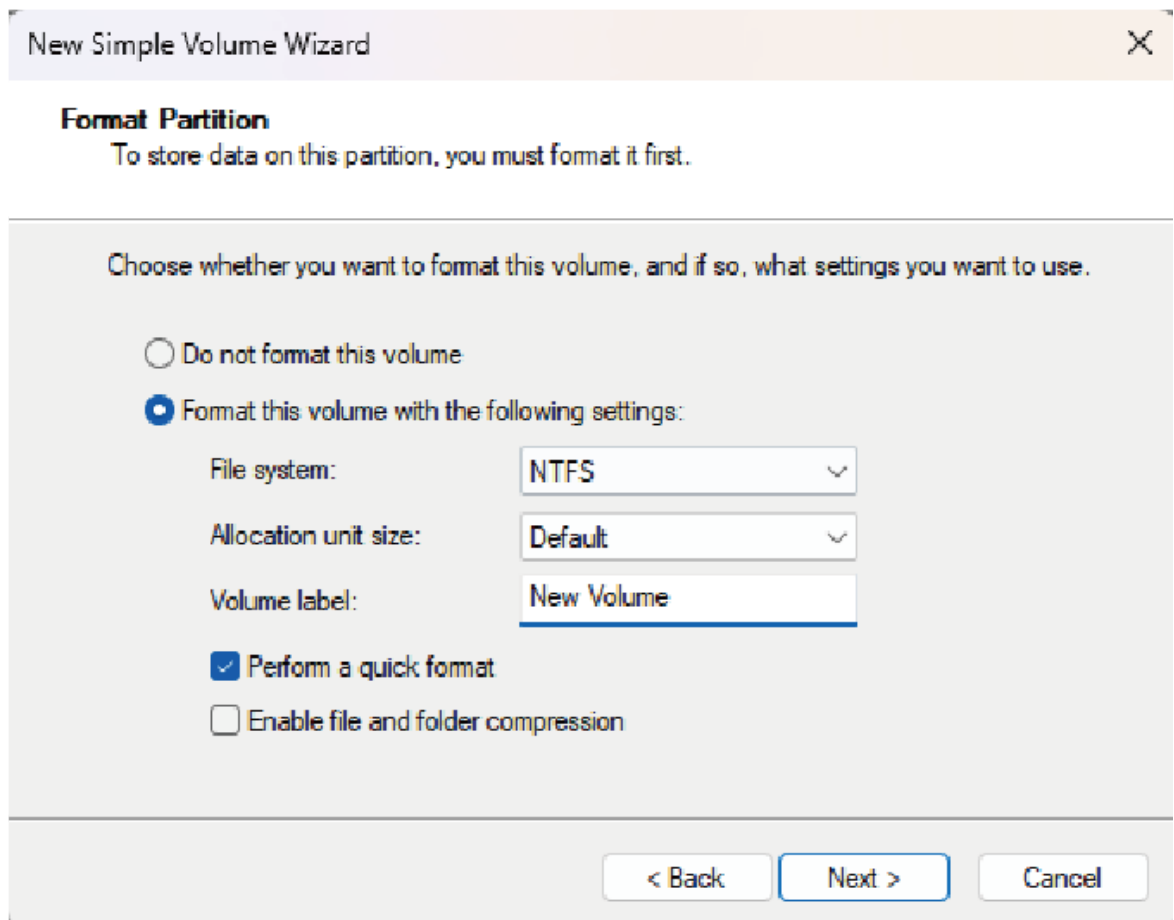 New Simple Volume Wizard
Format Partition
To store data on this partition, you must format it first.
Choose whether you want to format this volume, and if so, what settings you want to use.
Do not format this volume
Format this volume with the following settings:
File system: NTFS
Allocation unit size: Default
Volume label: New Volume
Perform a quick format
Enable file and folder compression
< Back Next > Cancel